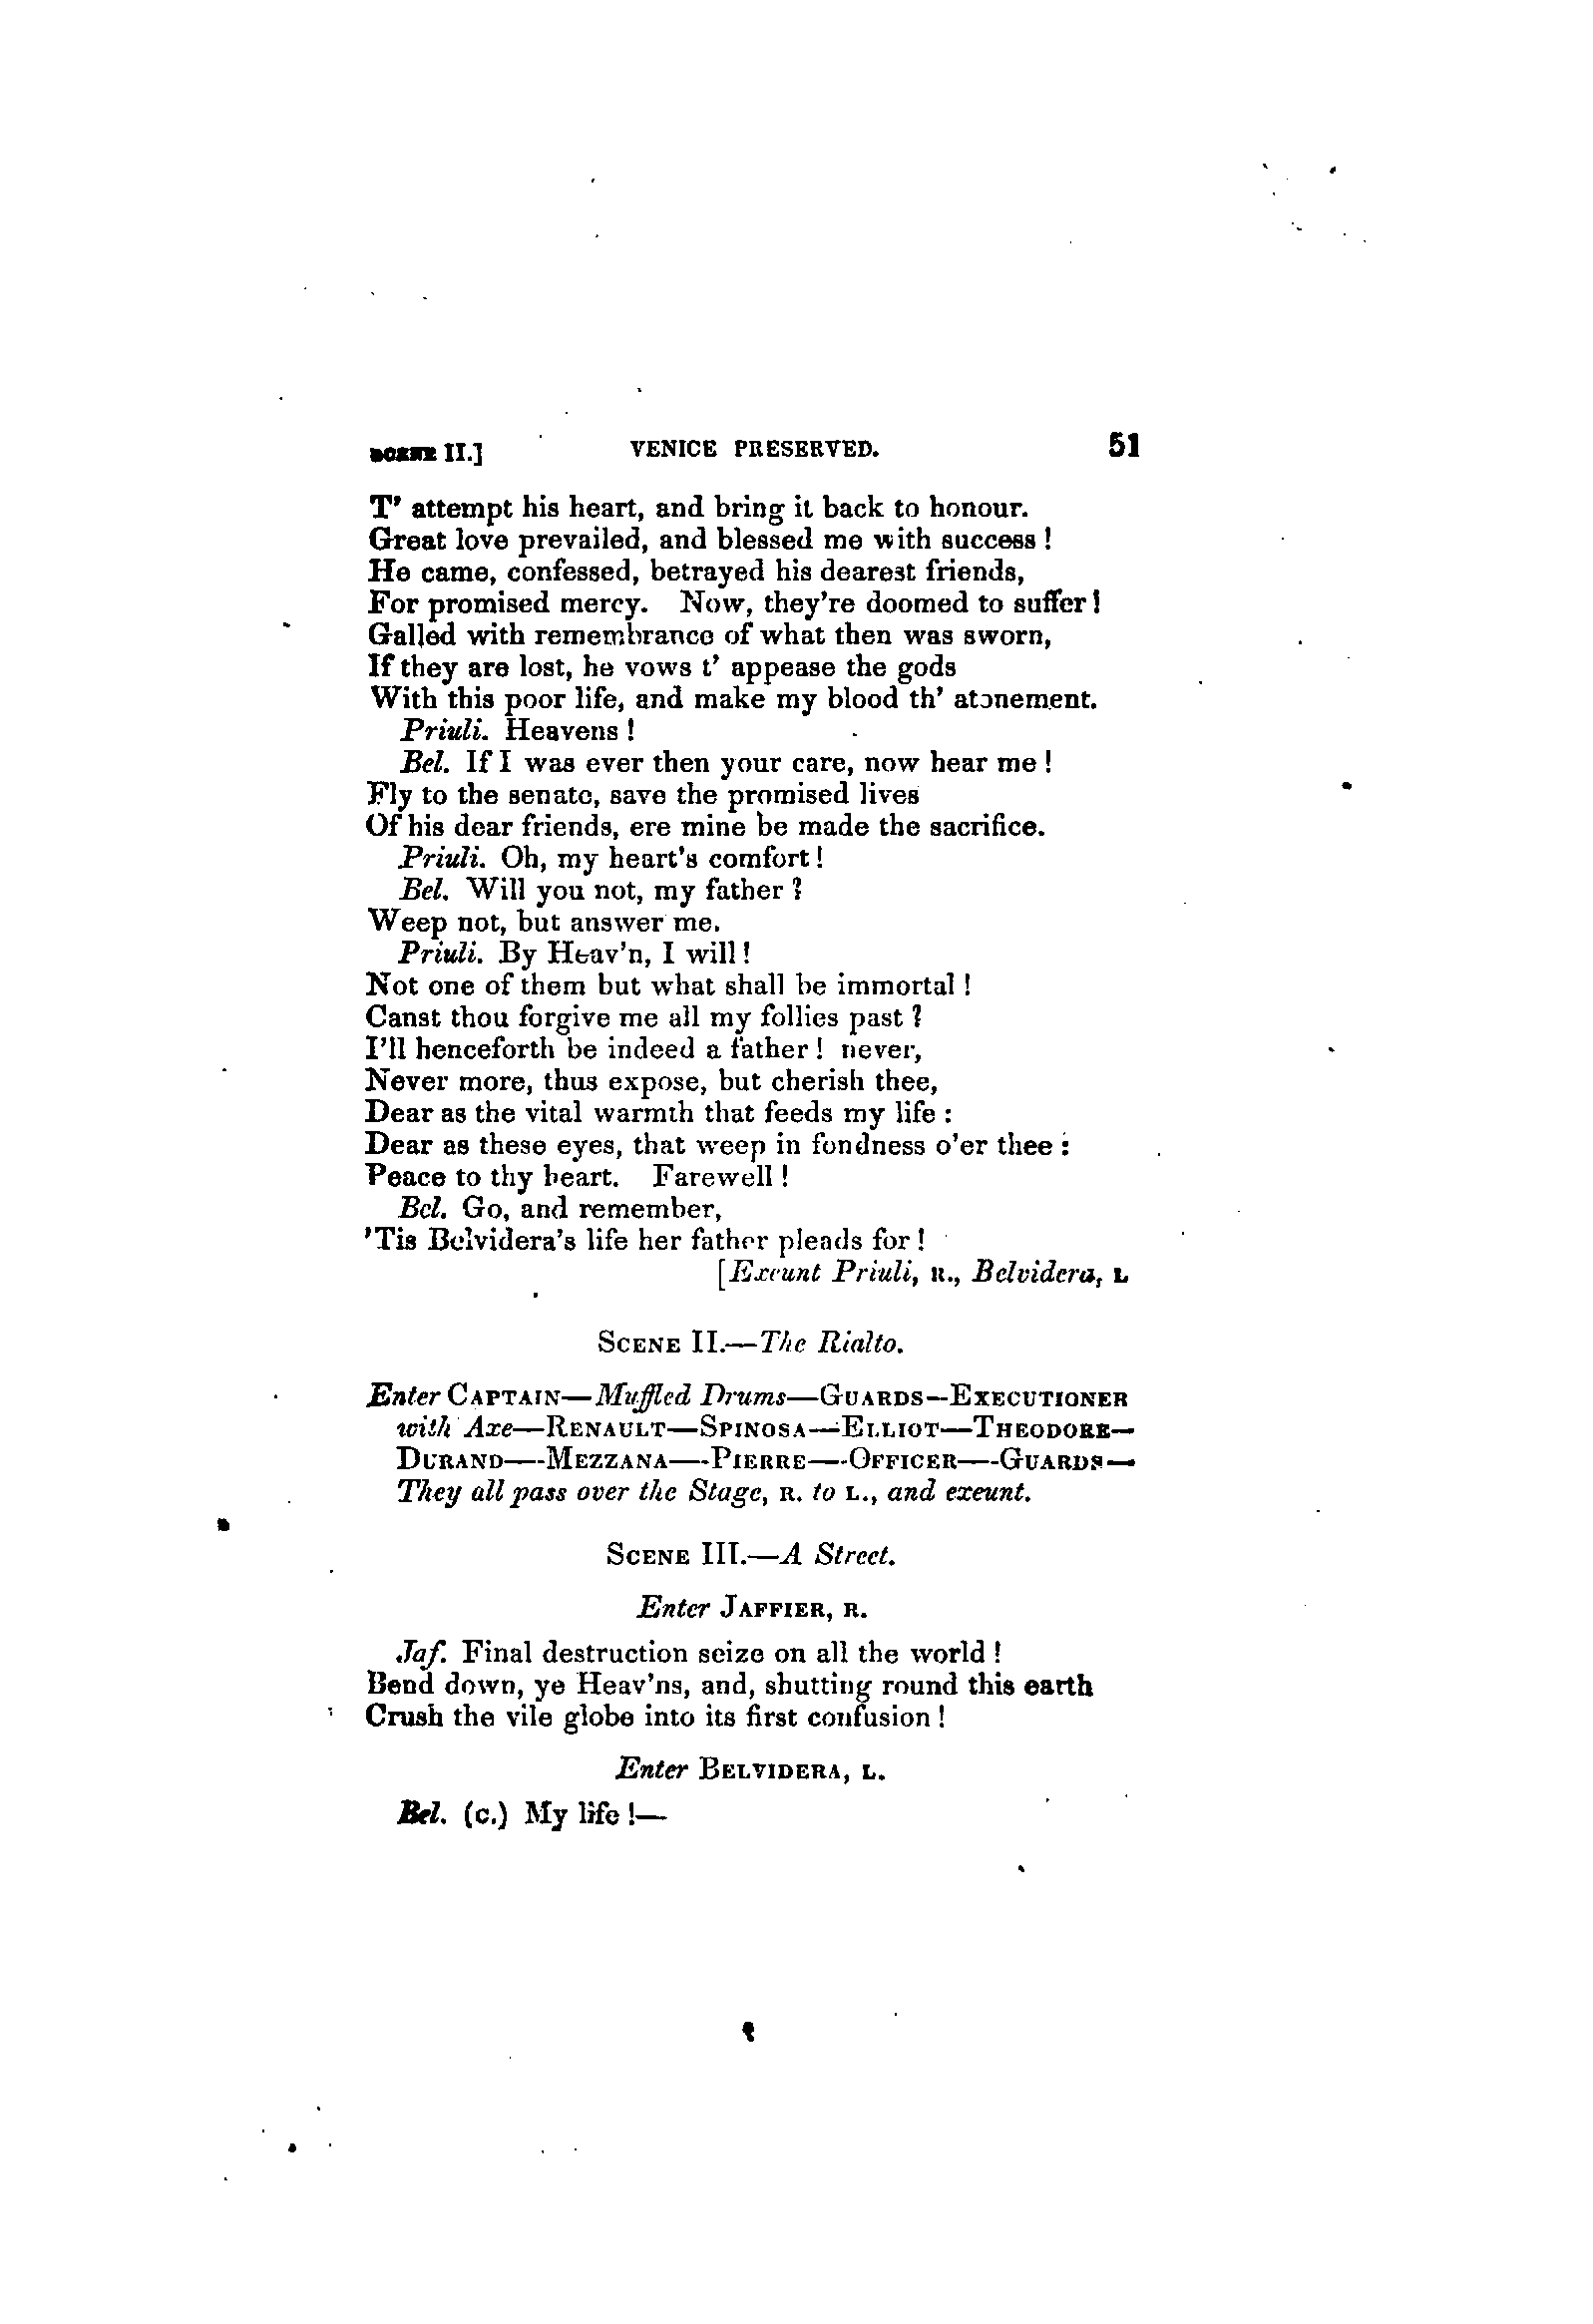 SCENE II.] VENICE PRESERVED. 51
T' attempt his heart, and bring it back to honour.
Great love prevailed, and blessed me with success!
He came, confessed, betrayed his dearest friends,
For promised mercy. Now, they're doomed to suffer!
Galled with remembrance of what then was sworn,
If they are lost, he vows t' appease the gods
With this poor life, and make my blood th' atonement.
Priuli. Heavens!
Bel. If I was ever then your care, now hear me!
Fly to the senate, save the promised lives
Of his dear friends, ere mine be made the sacrifice.
Priuli. Oh, my heart's comfort!
Bel. Will you not, my father?
Weep not, but answer me.
Priuli. By Heav'n, I will!
Not one of them but what shall be immortal!
Canst thou forgive me all my follies past?
I'll henceforth be indeed a father! never,
Never more, thus expose, but cherish thee,
Dear as the vital warmth that feeds my life:
Dear as these eyes, that weep in fondness o'er thee:
Peace to thy heart. Farewell!
Bel. Go, and remember,
'Tis Belvidera's life her father pleads for!
[Exeunt Priuli, R., Belvidera, L
SCENE II.—The Rialto.
Enter CAPTAIN—Muffled Drums—GUARDS—EXECUTIONER
with Axe—RENAULT—SPINOSA—ELLIOT—THEODORE—
DURAND—MEZZANA—PIERRE—OFFICER—GUARDS—
They all pass over the Stage, R. to L., and exeunt.
SCENE III.—A Street.
Enter JAFFIER, R.
Jaf. Final destruction seize on all the world!
Bend down, ye Heav'ns, and, shutting round this earth
Crush the vile globe into its first confusion!
Enter BELVIDERA, L.
Bel. (C.) My life!—